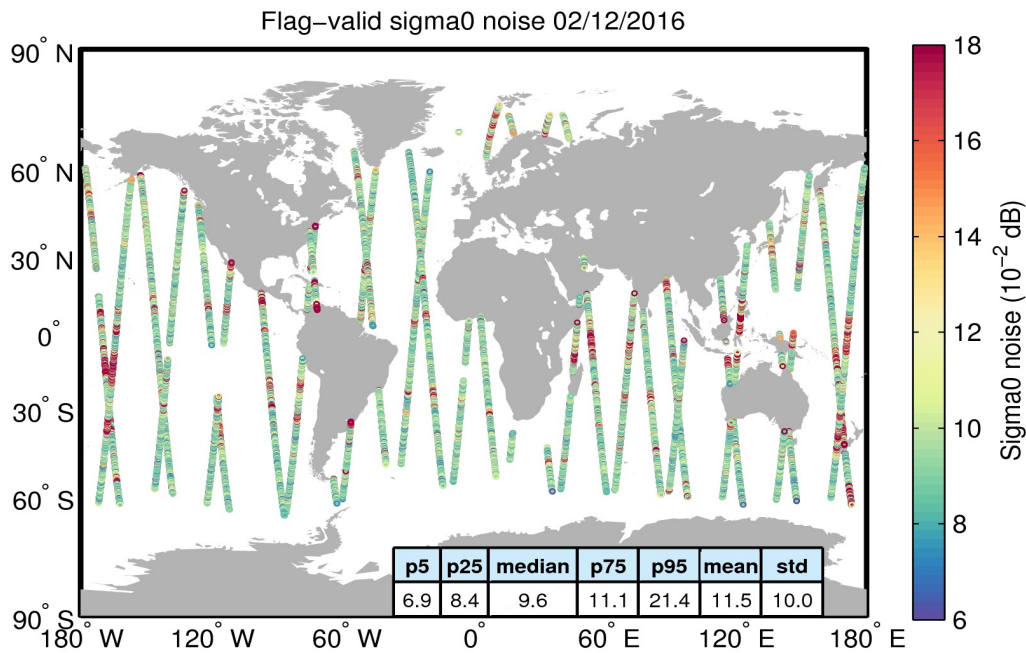 Flag−valid sigma0 noise 02/12/2016
90° N
60° N
30° N
0°
30° S
60° S
90° S
180° W
120° W
60° W
0°
60° E
120° E
180° E
p5 p25 median p75 p95 mean std
6.9 8.4 9.6 11.1 21.4 11.5 10.0
18
16
14
12
10
8
6
Sigma0 noise (10⁻² dB)